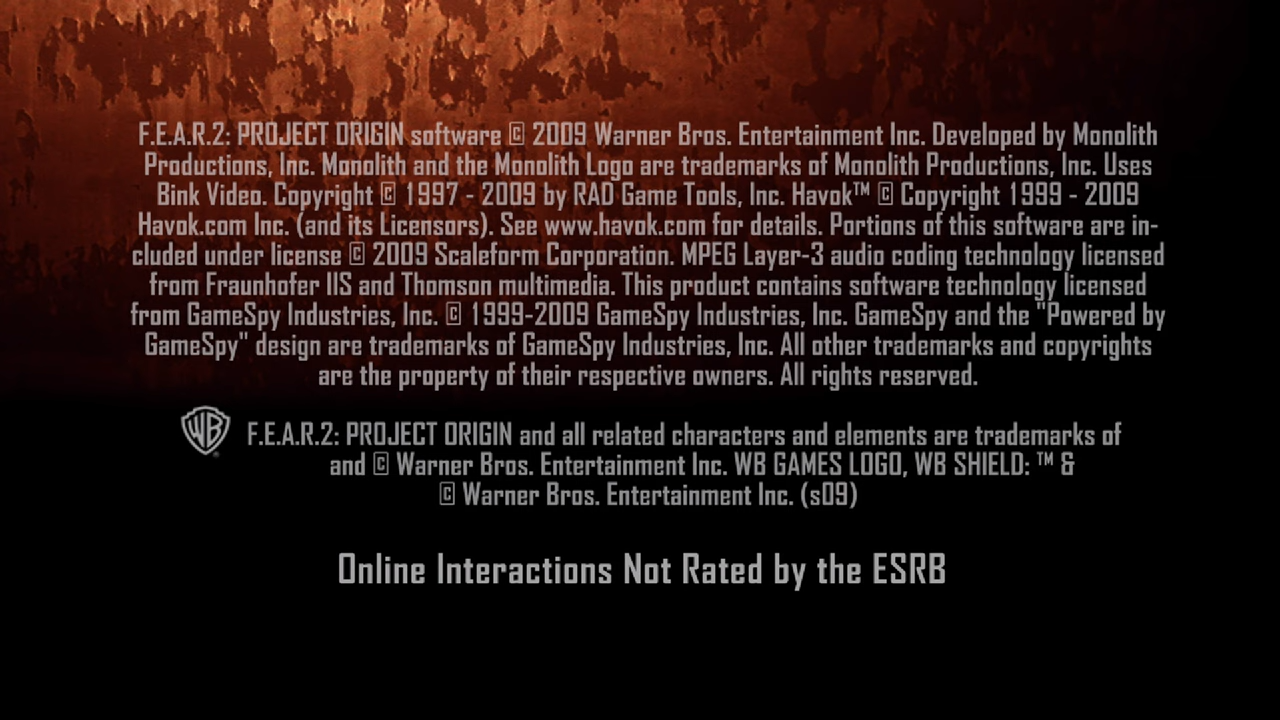 F.E.A.R.2: PROJECT ORIGIN software © 2009 Warner Bros. Entertainment Inc. Developed by Monolith
Productions, Inc. Monolith and the Monolith Logo are trademarks of Monolith Productions, Inc. Uses
Bink Video. Copyright © 1997 - 2009 by RAD Game Tools, Inc. Havok™ © Copyright 1999 - 2009
Havok.com Inc. (and its Licensors). See www.havok.com for details. Portions of this software are in-
cluded under license © 2009 Scaleform Corporation. MPEG Layer-3 audio coding technology licensed
from Fraunhofer IIS and Thomson multimedia. This product contains software technology licensed
from GameSpy Industries, Inc. © 1999-2009 GameSpy Industries, Inc. GameSpy and the "Powered by
GameSpy" design are trademarks of GameSpy Industries, Inc. All other trademarks and copyrights
are the property of their respective owners. All rights reserved.
WB F.E.A.R.2: PROJECT ORIGIN and all related characters and elements are trademarks of
and © Warner Bros. Entertainment Inc. WB GAMES LOGO, WB SHIELD: ™ &
© Warner Bros. Entertainment Inc. (s09)
Online Interactions Not Rated by the ESRB